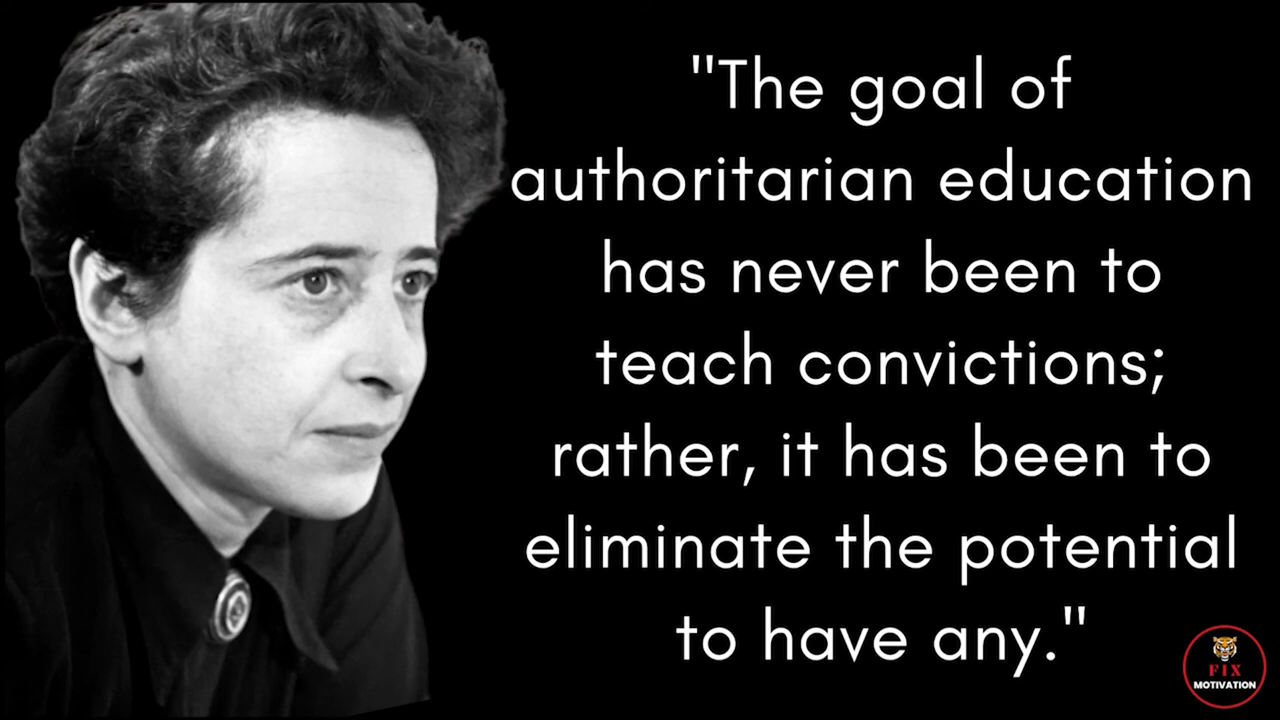 "The goal of
authoritarian education
has never been to
teach convictions;
rather, it has been to
eliminate the potential
to have any."
FIX
MOTIVATION